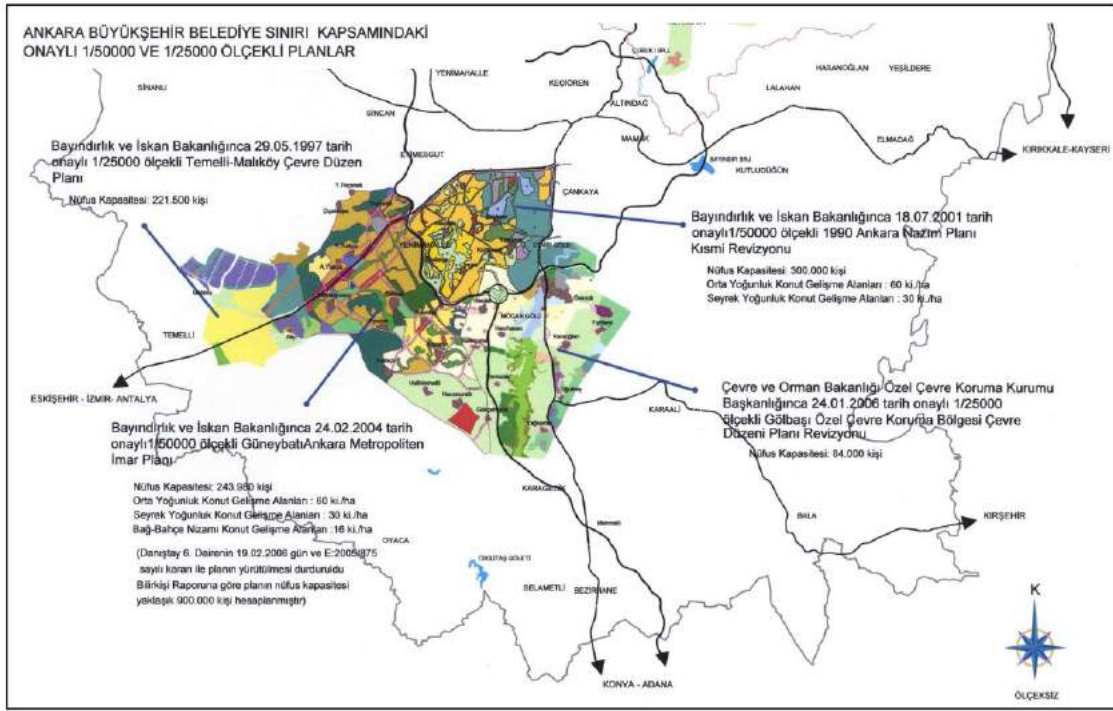 ANKARA BÜYÜKŞEHİR BELEDİYE SINIRI KAPSAMINDAKİ
ONAYLI 1/50000 VE 1/25000 ÖLÇEKLİ PLANLAR
SİNANLI
YENİMAHALLE
KEÇİÖREN
HASANOĞLAN
YEŞİLDERE
LALAHAN
SİNCAN
ALTINDAĞ
MAMAK
ELMADAĞ
KIRIKKALE-KAYSERİ
Bayındırlık ve İskan Bakanlığınca 29.05.1997 tarih
onaylı 1/25000 ölçekli Temelli-Malıköy Çevre Düzen
Planı
Nüfus Kapasitesi: 221.500 kişi
ETİMESGUT
BAYINDIR BRJ.
KUTLUDÜĞÜN
ÇANKAYA
Bayındırlık ve İskan Bakanlığınca 18.07.2001 tarih
onaylı1/50000 ölçekli 1990 Ankara Nazım Planı
Kısmi Revizyonu
Nüfus Kapasitesi: 300.000 kişi
Orta Yoğunluk Konut Gelişme Alanları : 60 ki./ha
Seyrek Yoğunluk Konut Gelişme Alanları : 30 ki./ha
YENİMAHALLE
MOGAN GÖLÜ
TEMELLİ
ESKİŞEHİR - İZMİR- ANTALYA
KARAALİ
Çevre ve Orman Bakanlığı Özel Çevre Koruma Kurumu
Başkanlığınca 24.01.2006 tarih onaylı 1/25000
ölçekli Gölbaşı Özel Çevre Koruma Bölgesi Çevre
Düzeni Planı Revizyonu
Nüfus Kapasitesi: 84.000 kişi
Bayındırlık ve İskan Bakanlığınca 24.02.2004 tarih
onaylı1/50000 ölçekli GüneybatıAnkara Metropoliten
İmar Planı
Nüfus Kapasitesi: 243.980 kişi
Orta Yoğunluk Konut Gelişme Alanları : 60 ki./ha
Seyrek Yoğunluk Konut Gelişme Alanları : 30 ki./ha
Bağ-Bahçe Nizamı Konut Gelişme Alanları :16 ki./ha
(Danıştay 6. Dairenin 19.02.2006 gün ve E:2005/875
sayılı kararı ile planın yürütülmesi durduruldu
Bilirkişi Raporuna göre planın nüfus kapasitesi
yaklaşık 900.000 kişi hesaplanmıştır)
KARAGEDİK
OYACA
BALA
KIRŞEHİR
SELAMETLİ
BEZİRHANE
KONYA - ADANA
K
ÖLÇEKSİZ